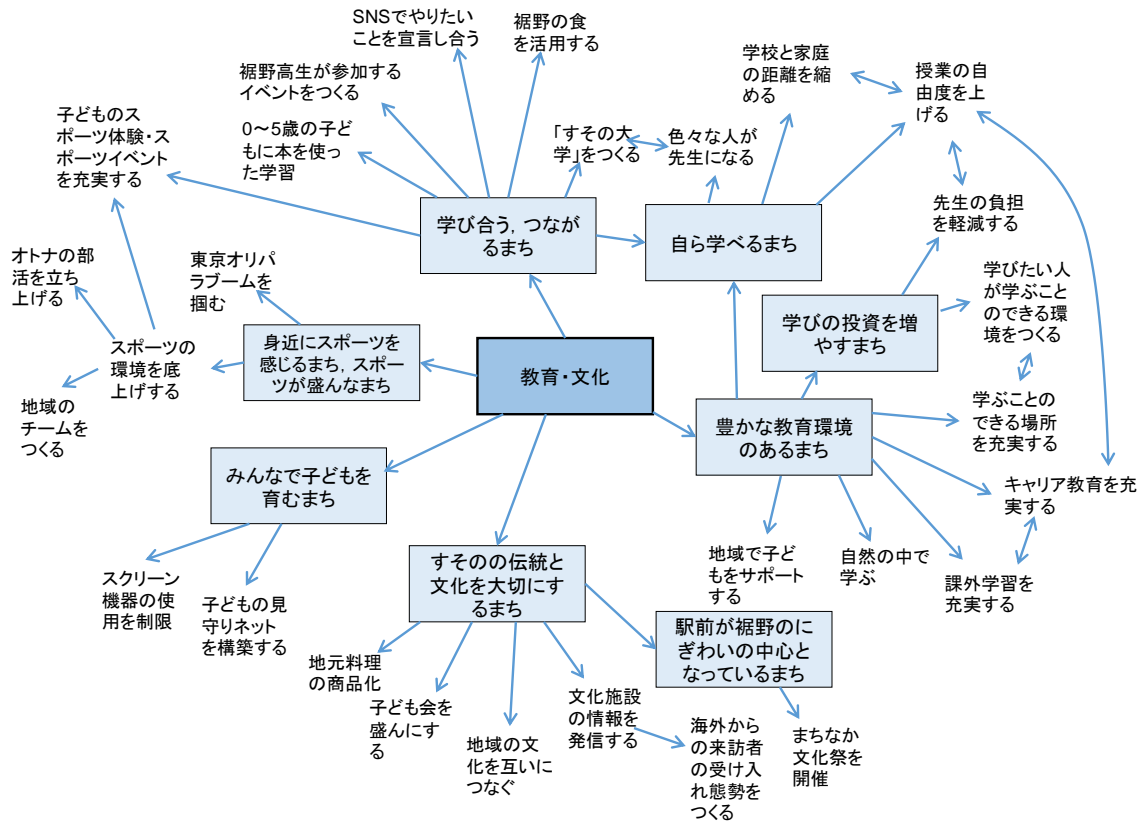 SNSでやりたい
ことを宣言し合う
裾野の食
を活用する
裾野高生が参加する
イベントをつくる
学校と家庭
の距離を縮
める
授業の自
由度を上
げる
子どものス
ポーツ体験・ス
ポーツイベント
を充実する
0～5歳の子ど
もに本を使っ
た学習
「すその大
学」をつくる
色々な人が
先生になる
学び合う，つなが
るまち
自ら学べるまち
先生の負担
を軽減する
オトナの部
活を立ち
上げる
東京オリパ
ラブームを
掴む
学びたい人
が学ぶこと
のできる環
境をつくる
学びの投資を増
やすまち
スポーツの
環境を底
上げする
身近にスポーツを
感じるまち，スポー
ツが盛んなまち
教育・文化
地域の
チームを
つくる
豊かな教育環境
のあるまち
学ぶことの
できる場所
を充実する
みんなで子どもを
育むまち
キャリア教育を充
実する
スクリーン
機器の使
用を制限
子どもの見
守りネット
を構築する
すそのの伝統と
文化を大切にす
るまち
地域で子ど
もをサポート
する
自然の中で
学ぶ
課外学習を
充実する
駅前が裾野のに
ぎわいの中心と
なっているまち
地元料理
の商品化
子ども会を
盛んにす
る
地域の文
化を互いに
つなぐ
文化施設
の情報を
発信する
海外から
の来訪者
の受け入
れ態勢を
つくる
まちなか
文化祭を
開催